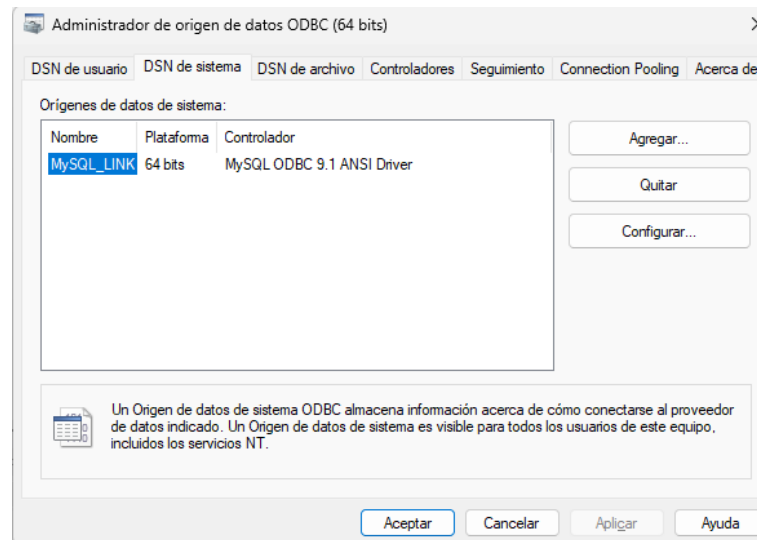 Administrador de origen de datos ODBC (64 bits)
DSN de usuario DSN de sistema DSN de archivo Controladores Seguimiento Connection Pooling Acerca de
Orígenes de datos de sistema:
Nombre Plataforma Controlador
MySQL_LINK 64 bits MySQL ODBC 9.1 ANSI Driver
Agregar...
Quitar
Configurar...
Un Origen de datos de sistema ODBC almacena información acerca de cómo conectarse al proveedor
de datos indicado. Un Origen de datos de sistema es visible para todos los usuarios de este equipo,
incluidos los servicios NT.
Aceptar Cancelar Aplicar Ayuda